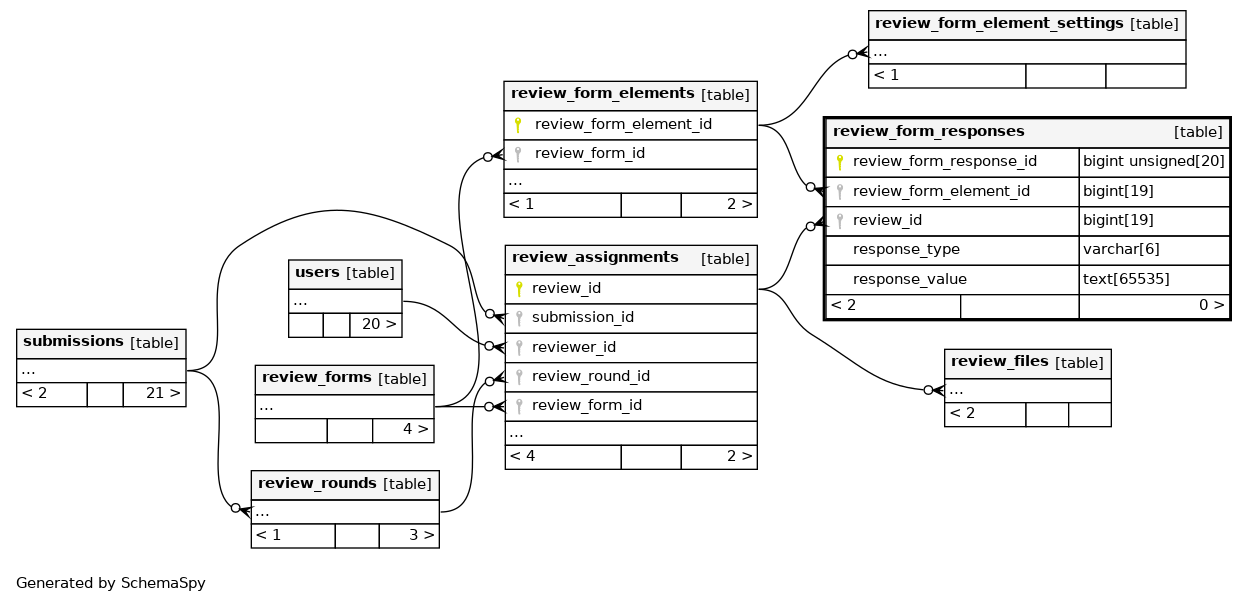 review_form_element_settings [table]
...
< 1
review_form_elements [table]
review_form_element_id
review_form_id
...
< 1 2 >
review_form_responses [table]
review_form_response_id bigint unsigned[20]
review_form_element_id bigint[19]
review_id bigint[19]
response_type varchar[6]
response_value text[65535]
< 2 0 >
users [table]
...
20 >
review_assignments [table]
review_id
submission_id
reviewer_id
review_round_id
review_form_id
...
< 4 2 >
submissions [table]
...
< 2 21 >
review_forms [table]
...
4 >
review_files [table]
...
< 2
review_rounds [table]
...
< 1 3 >
Generated by SchemaSpy